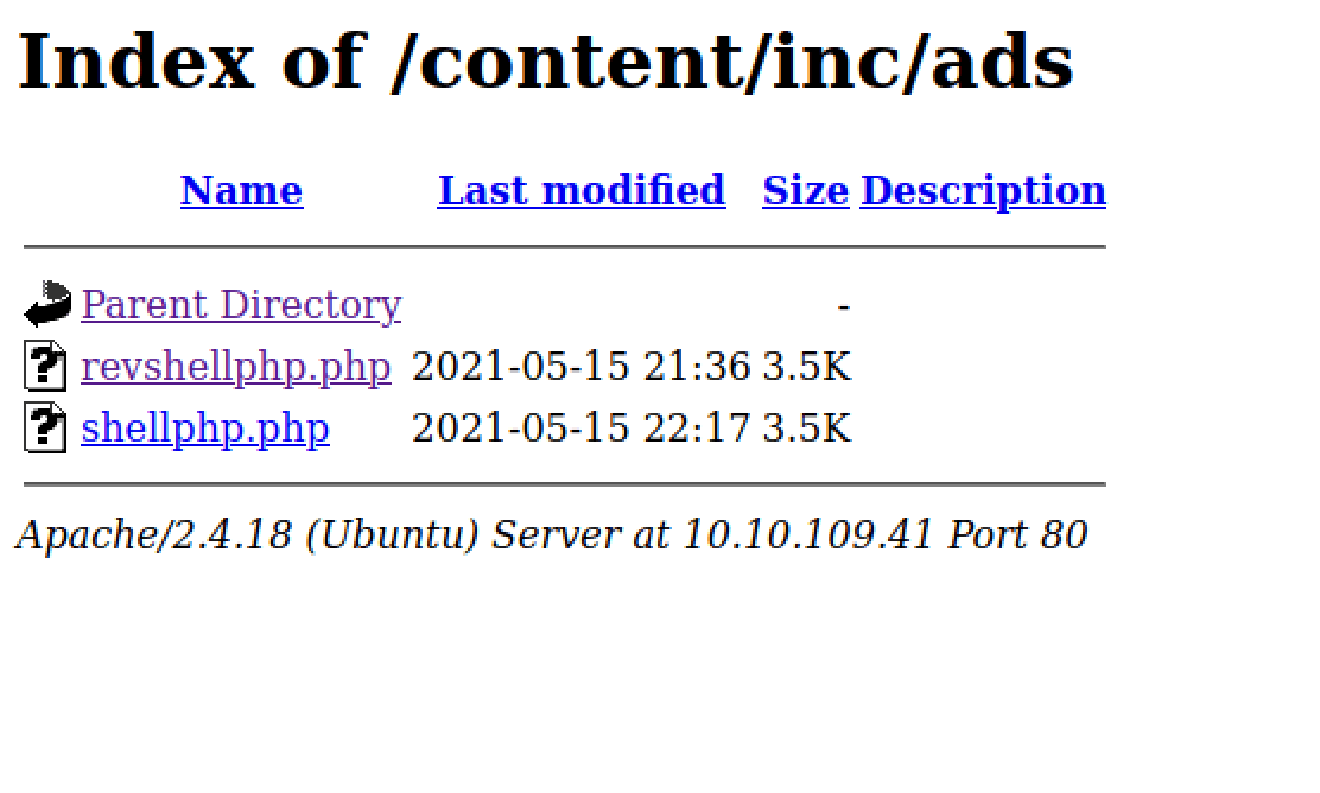 Index of /content/inc/ads
Name Last modified Size Description
Parent Directory -
revshellphp.php 2021-05-15 21:36 3.5K
shellphp.php 2021-05-15 22:17 3.5K
Apache/2.4.18 (Ubuntu) Server at 10.10.109.41 Port 80